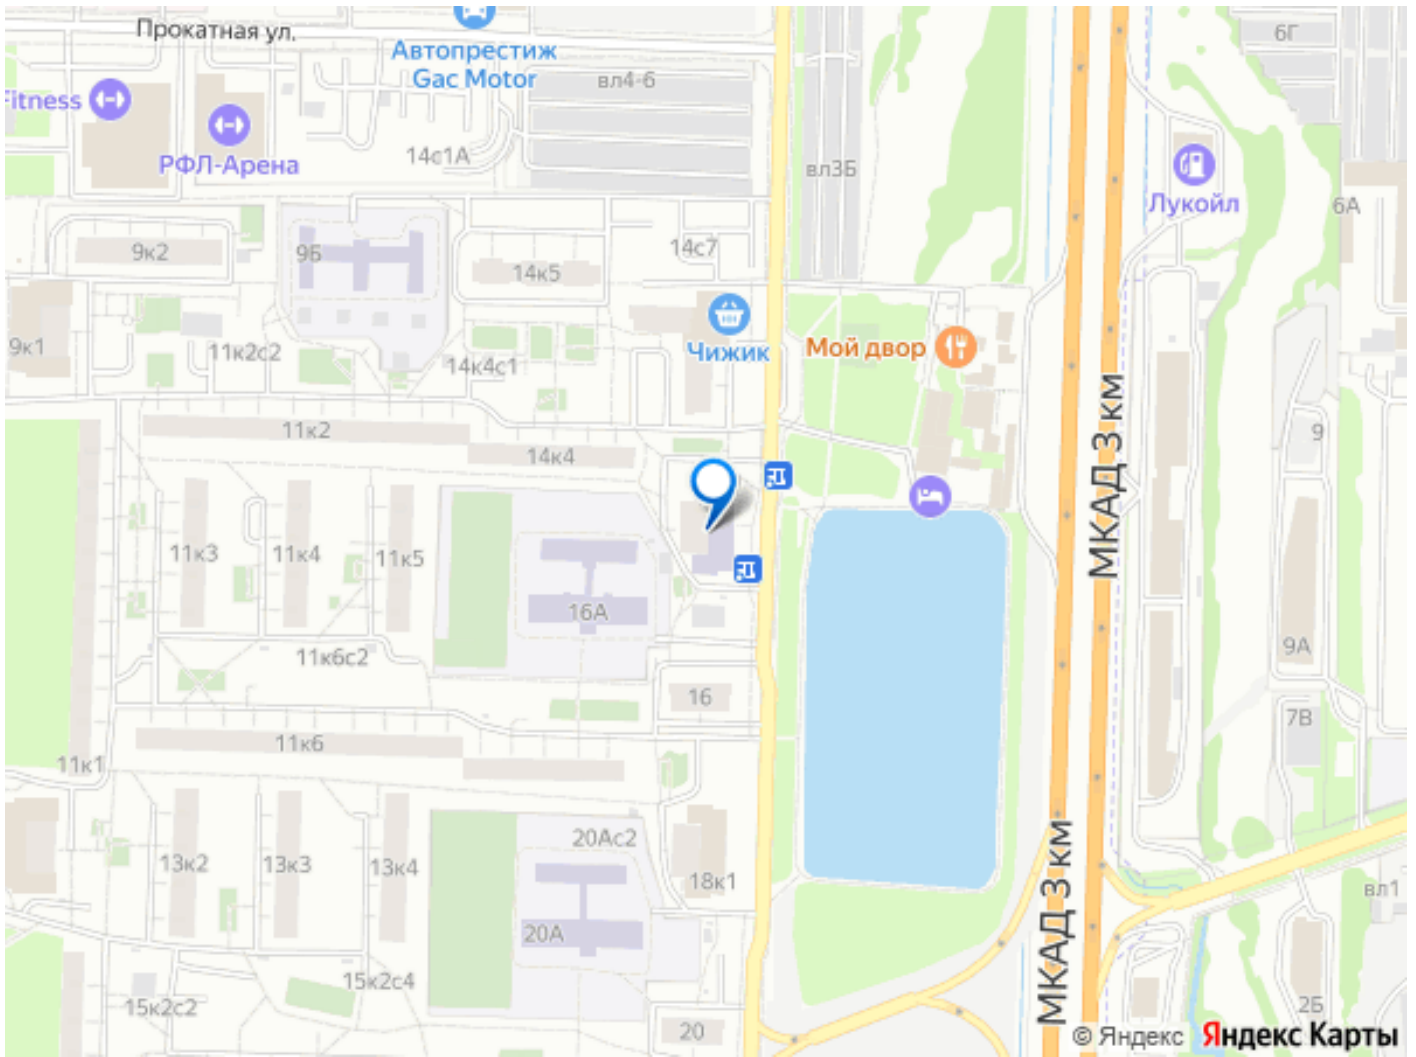 Прокатная ул.
Автопрестиж
Gac Motor
вл4-6
6Г
Fitness
РФЛ-Арена
14с1А
вл3Б
Лукойл
6А
9к2
9Б
14к5
14с7
9к1
11к2с2
14к4с1
Чижик
Мой двор
МКАД 3 км
11к2
14к4
9
11к3
11к4
11к5
16А
11к6с2
9А
16
7В
11к1
11к6
20Ас2
МКАД 3 км
13к2
13к3
13к4
18к1
вл1
20А
15к2с4
15к2с2
20
2Б
© Яндекс Яндекс Карты